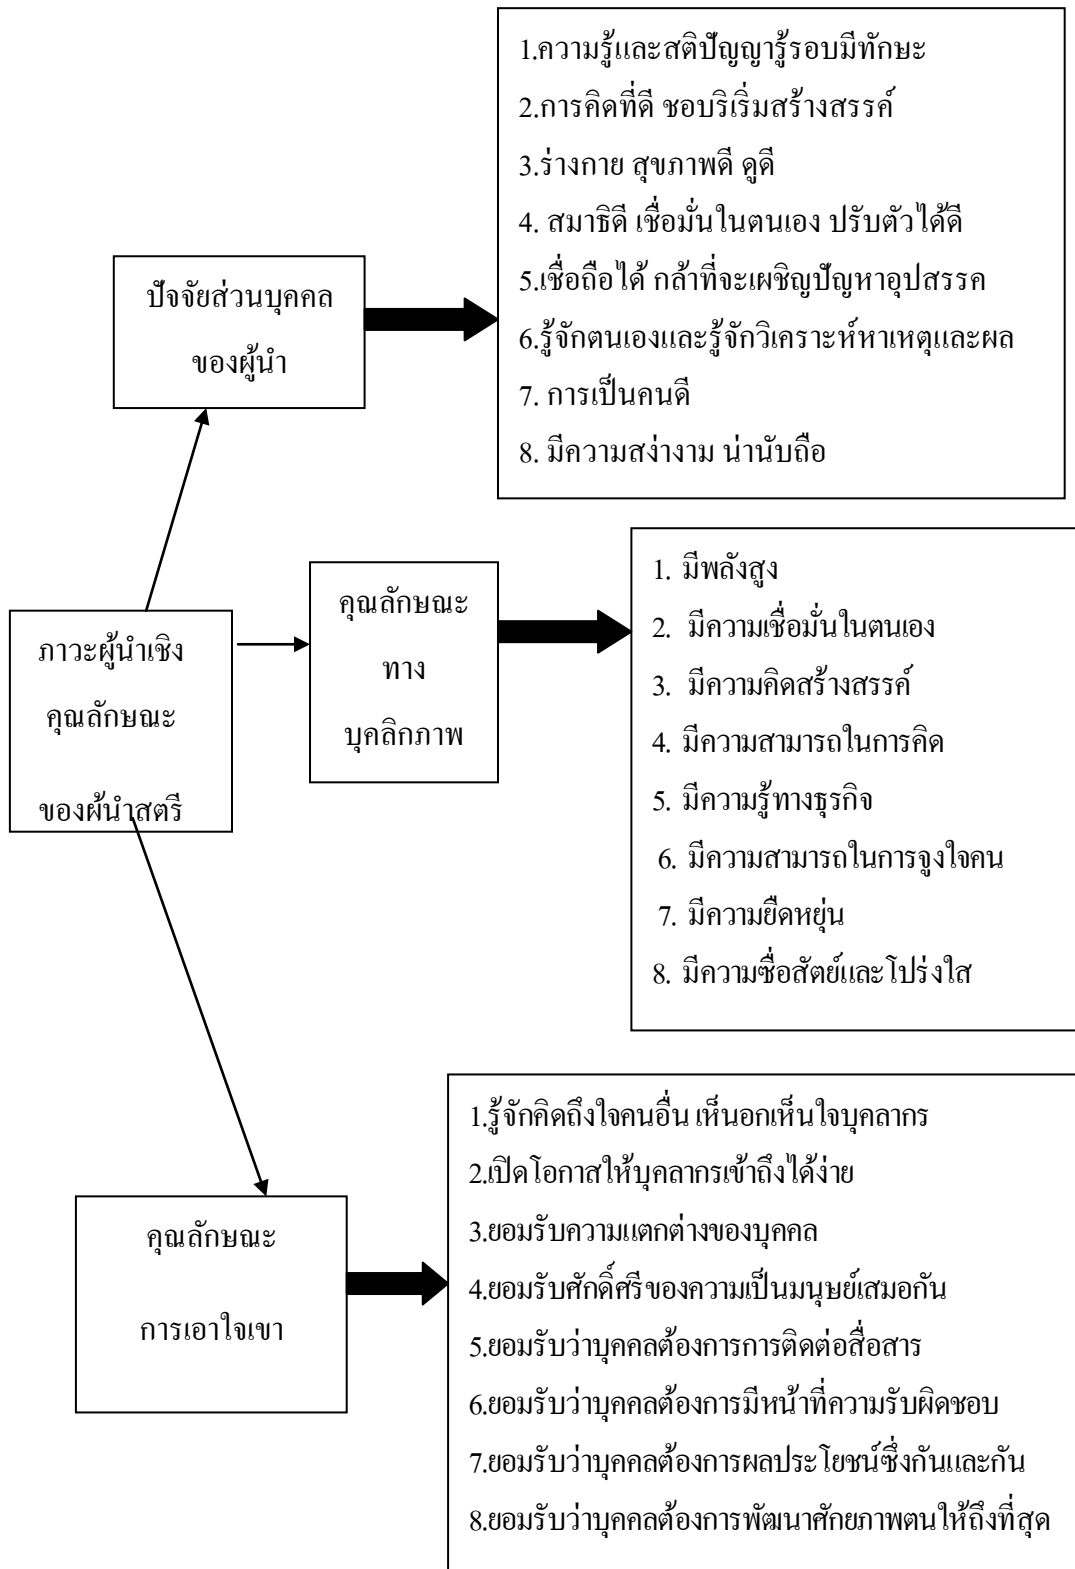 1.ความรู้และสติปัญญารู้รอบมีทักษะ
2.การคิดที่ดี ชอบริเริ่มสร้างสรรค์
3.ร่างกาย สุขภาพดี ดูดี
4. สมาธิดี เชื่อมั่นในตนเอง ปรับตัวได้ดี
5.เชื่อถือได้ กล้าที่จะเผชิญปัญหาอุปสรรค
6.รู้จักตนเองและรู้จักวิเคราะห์หาเหตุและผล
7. การเป็นคนดี
8. มีความสง่างาม น่านับถือ
ปัจจัยส่วนบุคคล
ของผู้นำ
ภาวะผู้นำเชิง
คุณลักษณะ
ของผู้นำสตรี
คุณลักษณะ
ทาง
บุคลิกภาพ
1. มีพลังสูง
2. มีความเชื่อมั่นในตนเอง
3. มีความคิดสร้างสรรค์
4. มีความสามารถในการคิด
5. มีความรู้ทางธุรกิจ
6. มีความสามารถในการจูงใจคน
7. มีความยืดหยุ่น
8. มีความซื่อสัตย์และโปร่งใส
คุณลักษณะ
การเอาใจเขา
1.รู้จักคิดถึงใจคนอื่น เห็นอกเห็นใจบุคลากร
2.เปิดโอกาสให้บุคลากรเข้าถึงได้ง่าย
3.ยอมรับความแตกต่างของบุคคล
4.ยอมรับศักดิ์ศรีของความเป็นมนุษย์เสมอกัน
5.ยอมรับว่าบุคคลต้องการการติดต่อสื่อสาร
6.ยอมรับว่าบุคคลต้องการมีหน้าที่ความรับผิดชอบ
7.ยอมรับว่าบุคคลต้องการผลประโยชน์ซึ่งกันและกัน
8.ยอมรับว่าบุคคลต้องการพัฒนาศักยภาพตนให้ถึงที่สุด